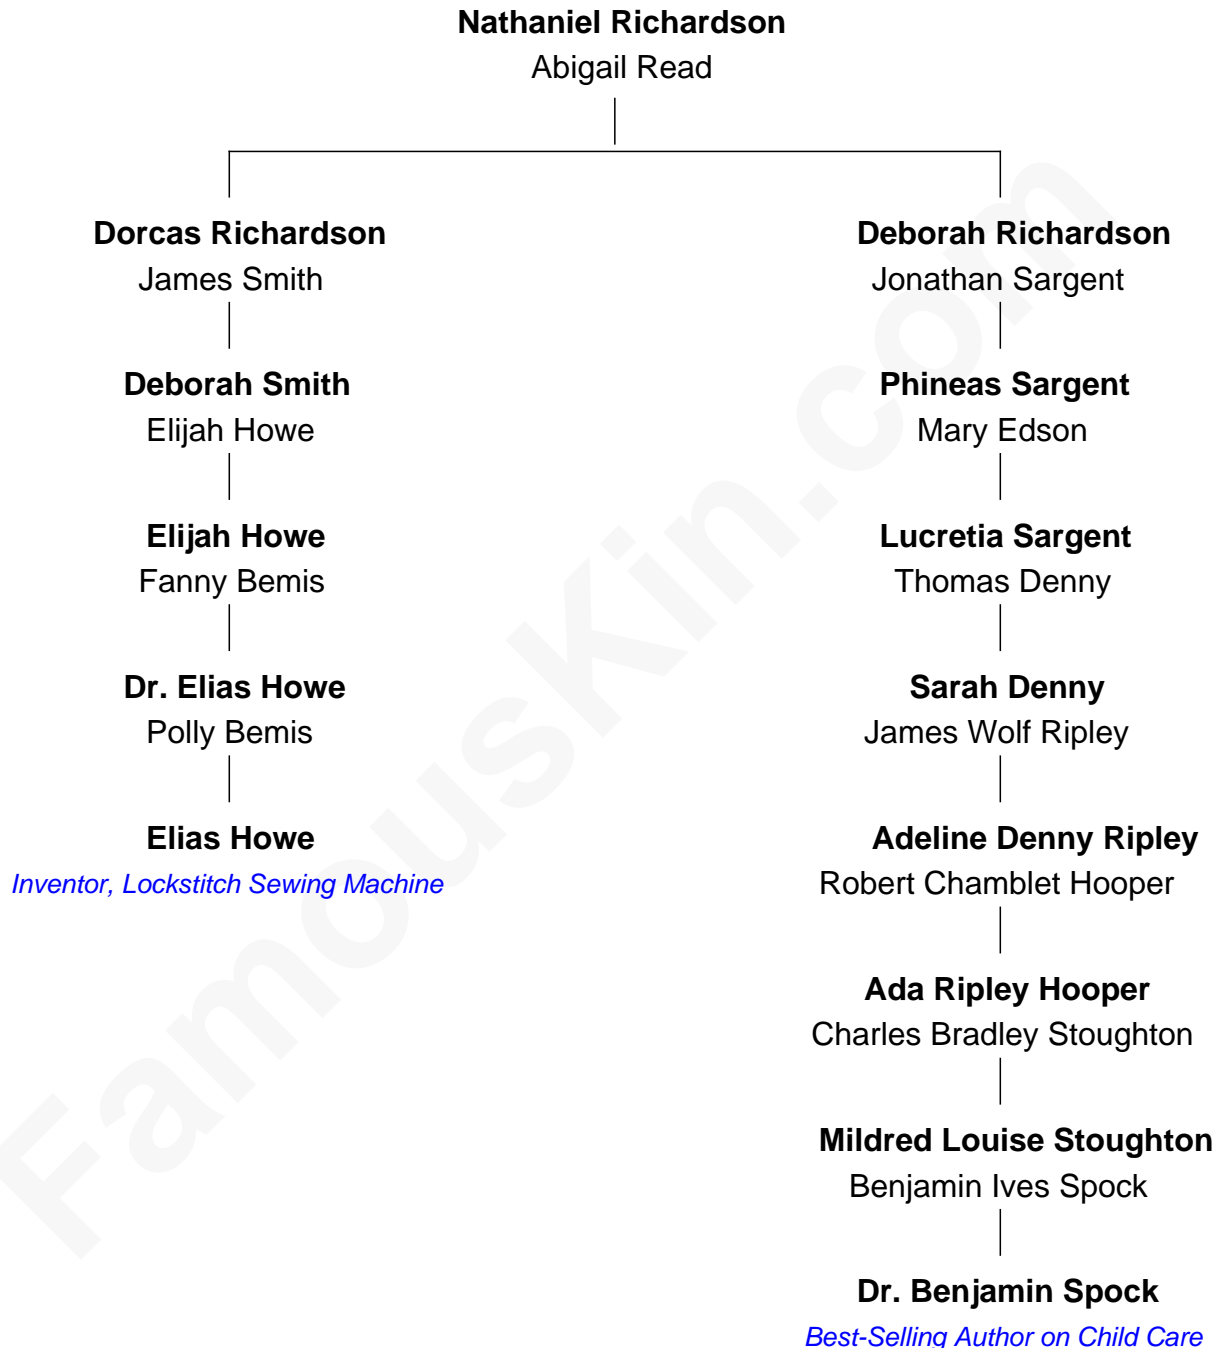 Nathaniel Richardson
Abigail Read
Dorcas Richardson
James Smith
Deborah Smith
Elijah Howe
Elijah Howe
Fanny Bemis
Dr. Elias Howe
Polly Bemis
Elias Howe
Inventor, Lockstitch Sewing Machine
Deborah Richardson
Jonathan Sargent
Phineas Sargent
Mary Edson
Lucretia Sargent
Thomas Denny
Sarah Denny
James Wolf Ripley
Adeline Denny Ripley
Robert Chamblet Hooper
Ada Ripley Hooper
Charles Bradley Stoughton
Mildred Louise Stoughton
Benjamin Ives Spock
Dr. Benjamin Spock
Best-Selling Author on Child Care
FamousKin.com